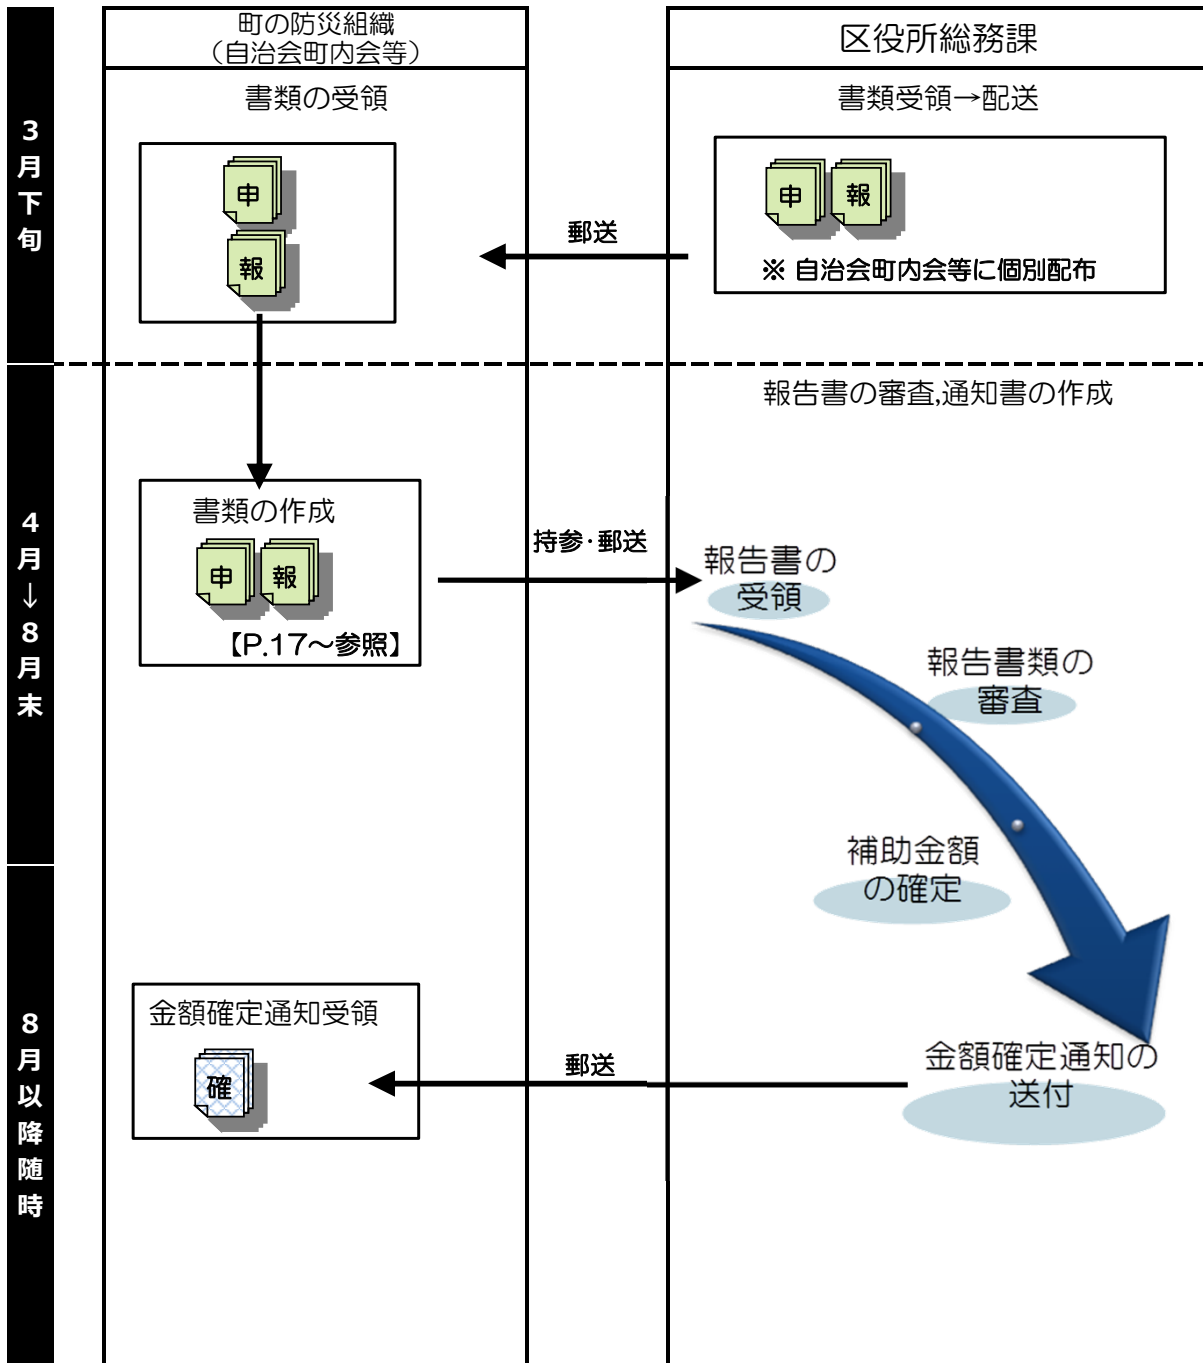 町の防災組織
（自治会町内会等）
区役所総務課
3月下旬
書類の受領
申
報
郵送
書類受領→配送
申
報
※ 自治会町内会等に個別配布
4月→8月末
報告書の審査,通知書の作成
書類の作成
申
報
【P.17～参照】
持参・郵送
報告書の
受領
報告書類の
審査
補助金額
の確定
8月以降随時
金額確定通知受領
確
郵送
金額確定通知の
送付